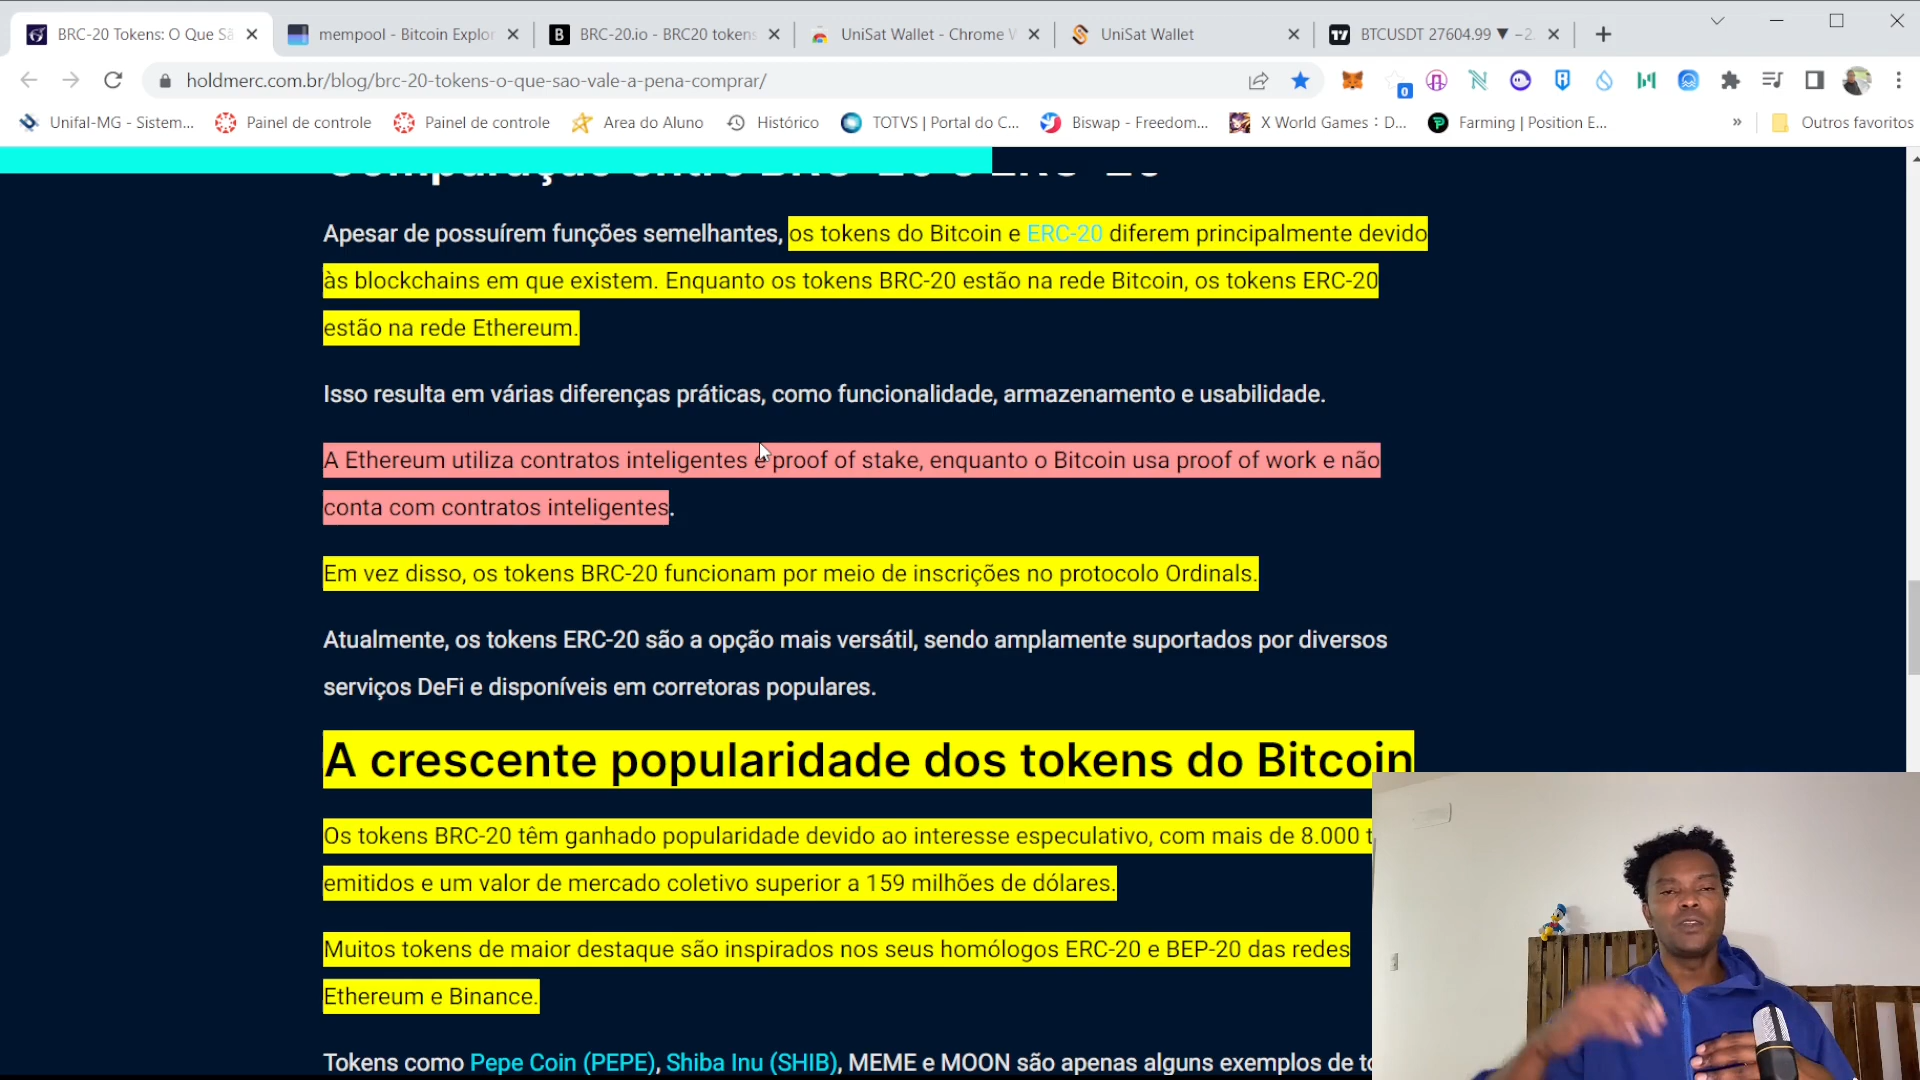 BRC-20 Tokens: O Que Sã
mempool - Bitcoin Explor
BRC-20.io - BRC20 tokens
UniSat Wallet - Chrome W
UniSat Wallet
BTCUSDT 27604.99 ▼ −2.
holdmerc.com.br/blog/brc-20-tokens-o-que-sao-vale-a-pena-comprar/
0
Unifal-MG - Sistem...
Painel de controle
Painel de controle
Area do Aluno
Histórico
TOTVS | Portal do C...
Biswap - Freedom...
X World Games : D...
Farming | Position E...
»
Outros favoritos
Comparação entre BRC-20 e ERC-20
Apesar de possuírem funções semelhantes, os tokens do Bitcoin e ERC-20 diferem principalmente devido
às blockchains em que existem. Enquanto os tokens BRC-20 estão na rede Bitcoin, os tokens ERC-20
estão na rede Ethereum.
Isso resulta em várias diferenças práticas, como funcionalidade, armazenamento e usabilidade.
A Ethereum utiliza contratos inteligentes e proof of stake, enquanto o Bitcoin usa proof of work e não
conta com contratos inteligentes.
Em vez disso, os tokens BRC-20 funcionam por meio de inscrições no protocolo Ordinals.
Atualmente, os tokens ERC-20 são a opção mais versátil, sendo amplamente suportados por diversos
serviços DeFi e disponíveis em corretoras populares.
A crescente popularidade dos tokens do Bitcoin
Os tokens BRC-20 têm ganhado popularidade devido ao interesse especulativo, com mais de 8.000 t
emitidos e um valor de mercado coletivo superior a 159 milhões de dólares.
Muitos tokens de maior destaque são inspirados nos seus homólogos ERC-20 e BEP-20 das redes
Ethereum e Binance.
Tokens como Pepe Coin (PEPE), Shiba Inu (SHIB), MEME e MOON são apenas alguns exemplos de to